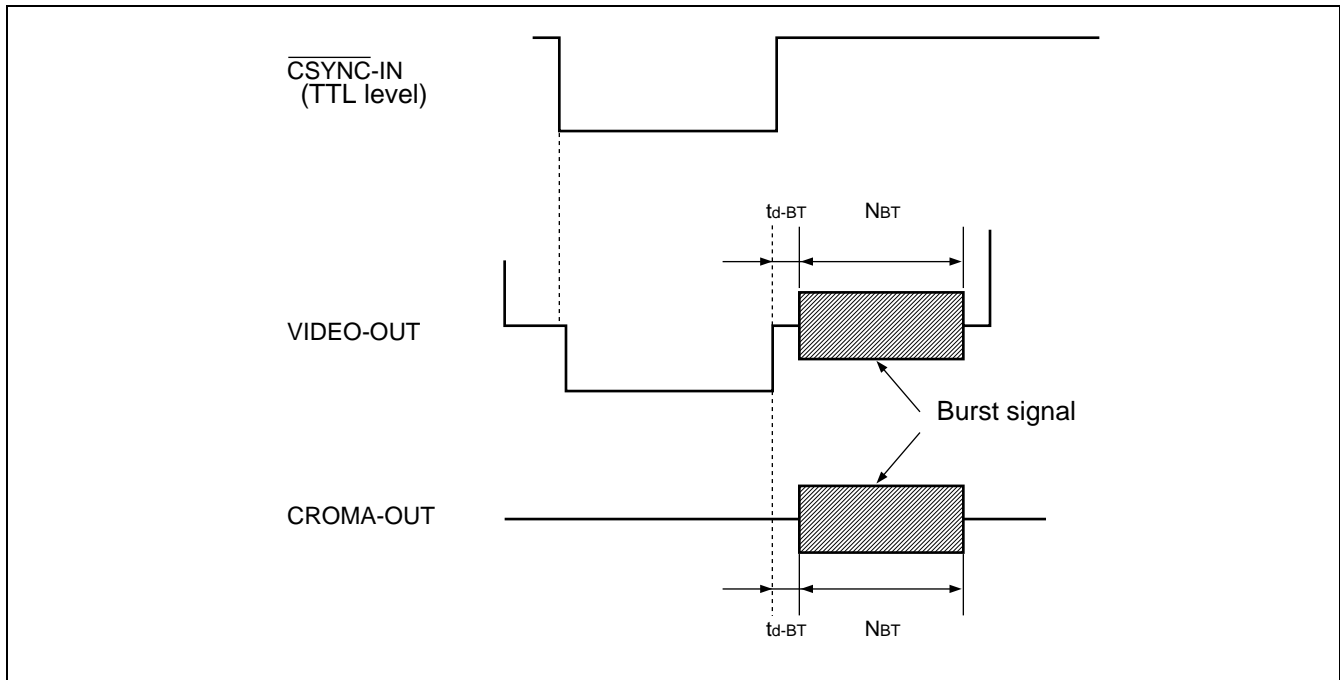 CSYNC-IN
(TTL level)
td-BT
NBT
VIDEO-OUT
Burst signal
CROMA-OUT
td-BT
NBT